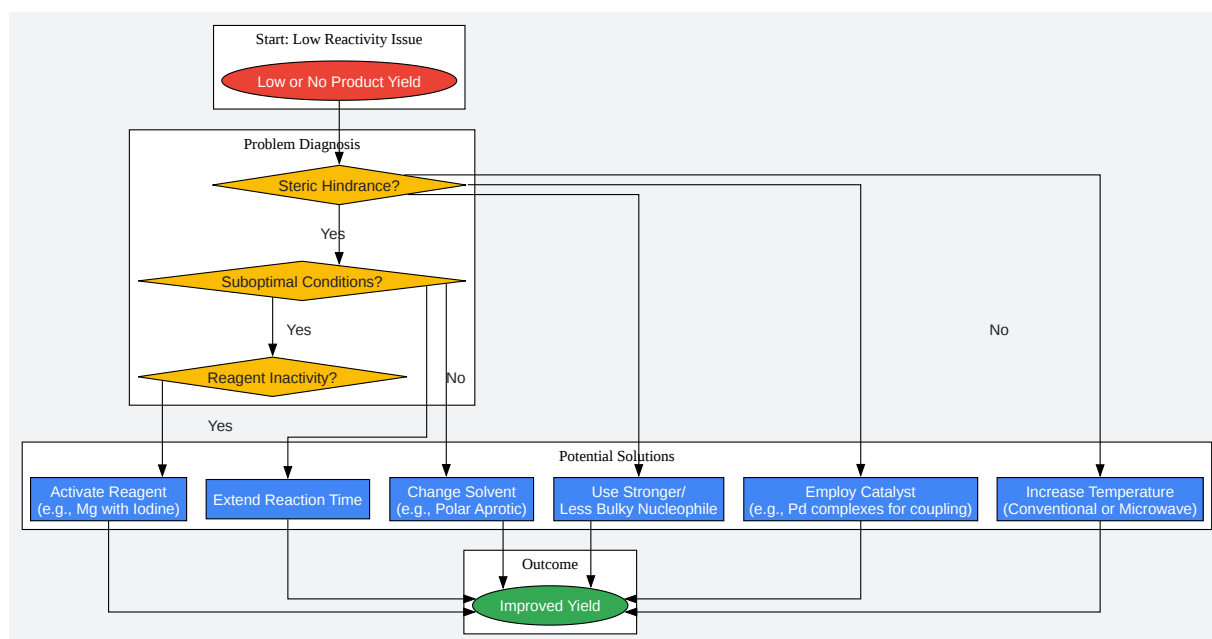 Start: Low Reactivity Issue
Low or No Product Yield
Problem Diagnosis
Steric Hindrance?
Yes
Suboptimal Conditions?
Yes
No
Reagent Inactivity?
No
Yes
Potential Solutions
Activate Reagent
(e.g., Mg with Iodine)
Extend Reaction Time
Change Solvent
(e.g., Polar Aprotic)
Use Stronger/
Less Bulky Nucleophile
Employ Catalyst
(e.g., Pd complexes for coupling)
Increase Temperature
(Conventional or Microwave)
Outcome
Improved Yield